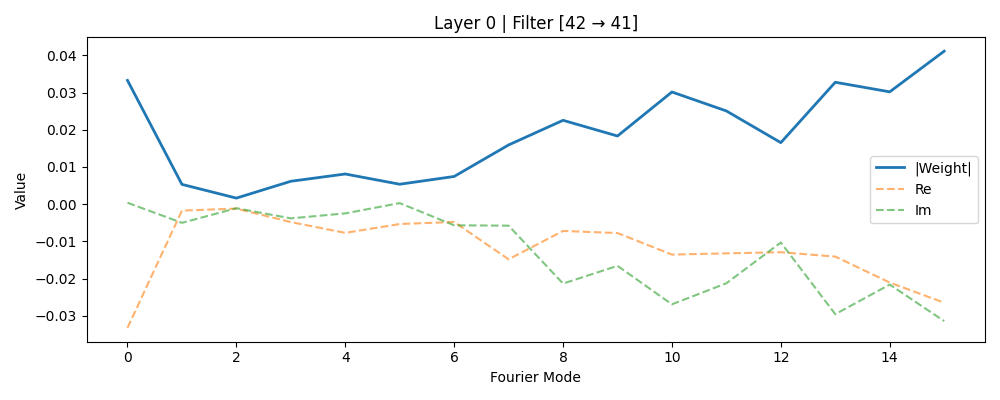 Layer 0 | Filter [42 → 41]
Value
0.04
0.03
0.02
0.01
0.00
−0.01
−0.02
−0.03
|Weight|
Re
Im
0 2 4 6 8 10 12 14
Fourier Mode